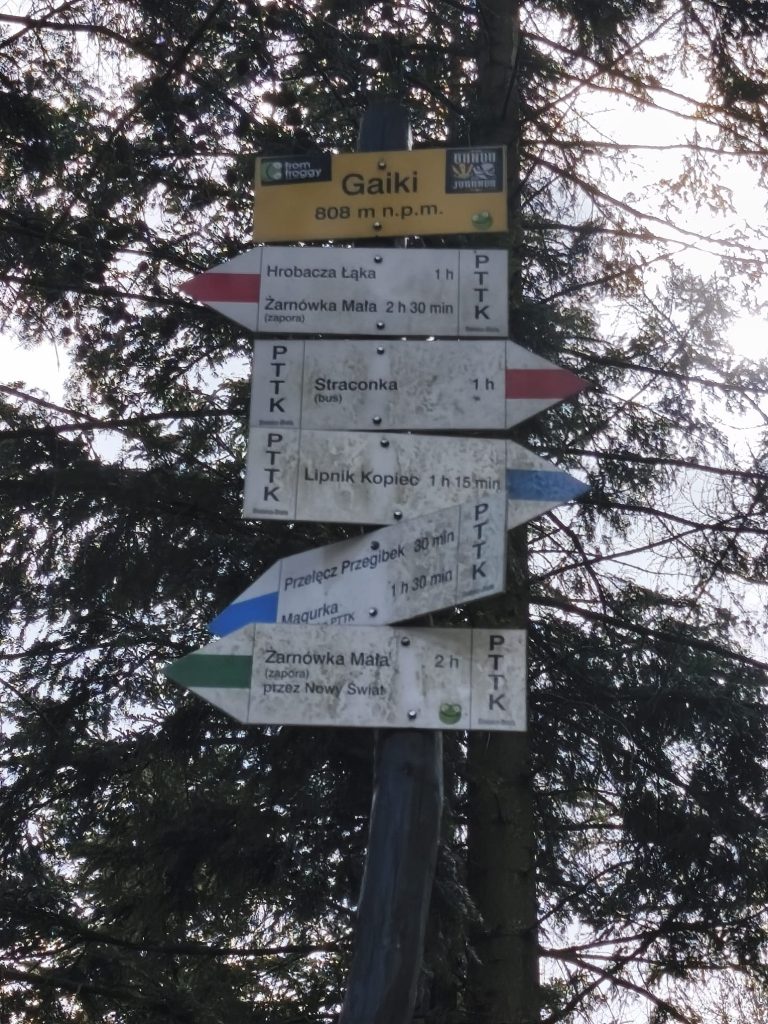 from froggy
Gaiki
808 m n.p.m.
Hrobacza Łąka 1 h
Żarnówka Mała 2 h 30 min
(zapora)
PTTK
PTTK
Straconka 1 h
(bus)
PTTK
Lipnik Kopiec 1 h 15 min
Przełęcz Przegibek 30 min
Magurka 1 h 30 min
PTTK
PTTK
Żarnówka Mała 2 h
(zapora)
przez Nowy Świat
PTTK